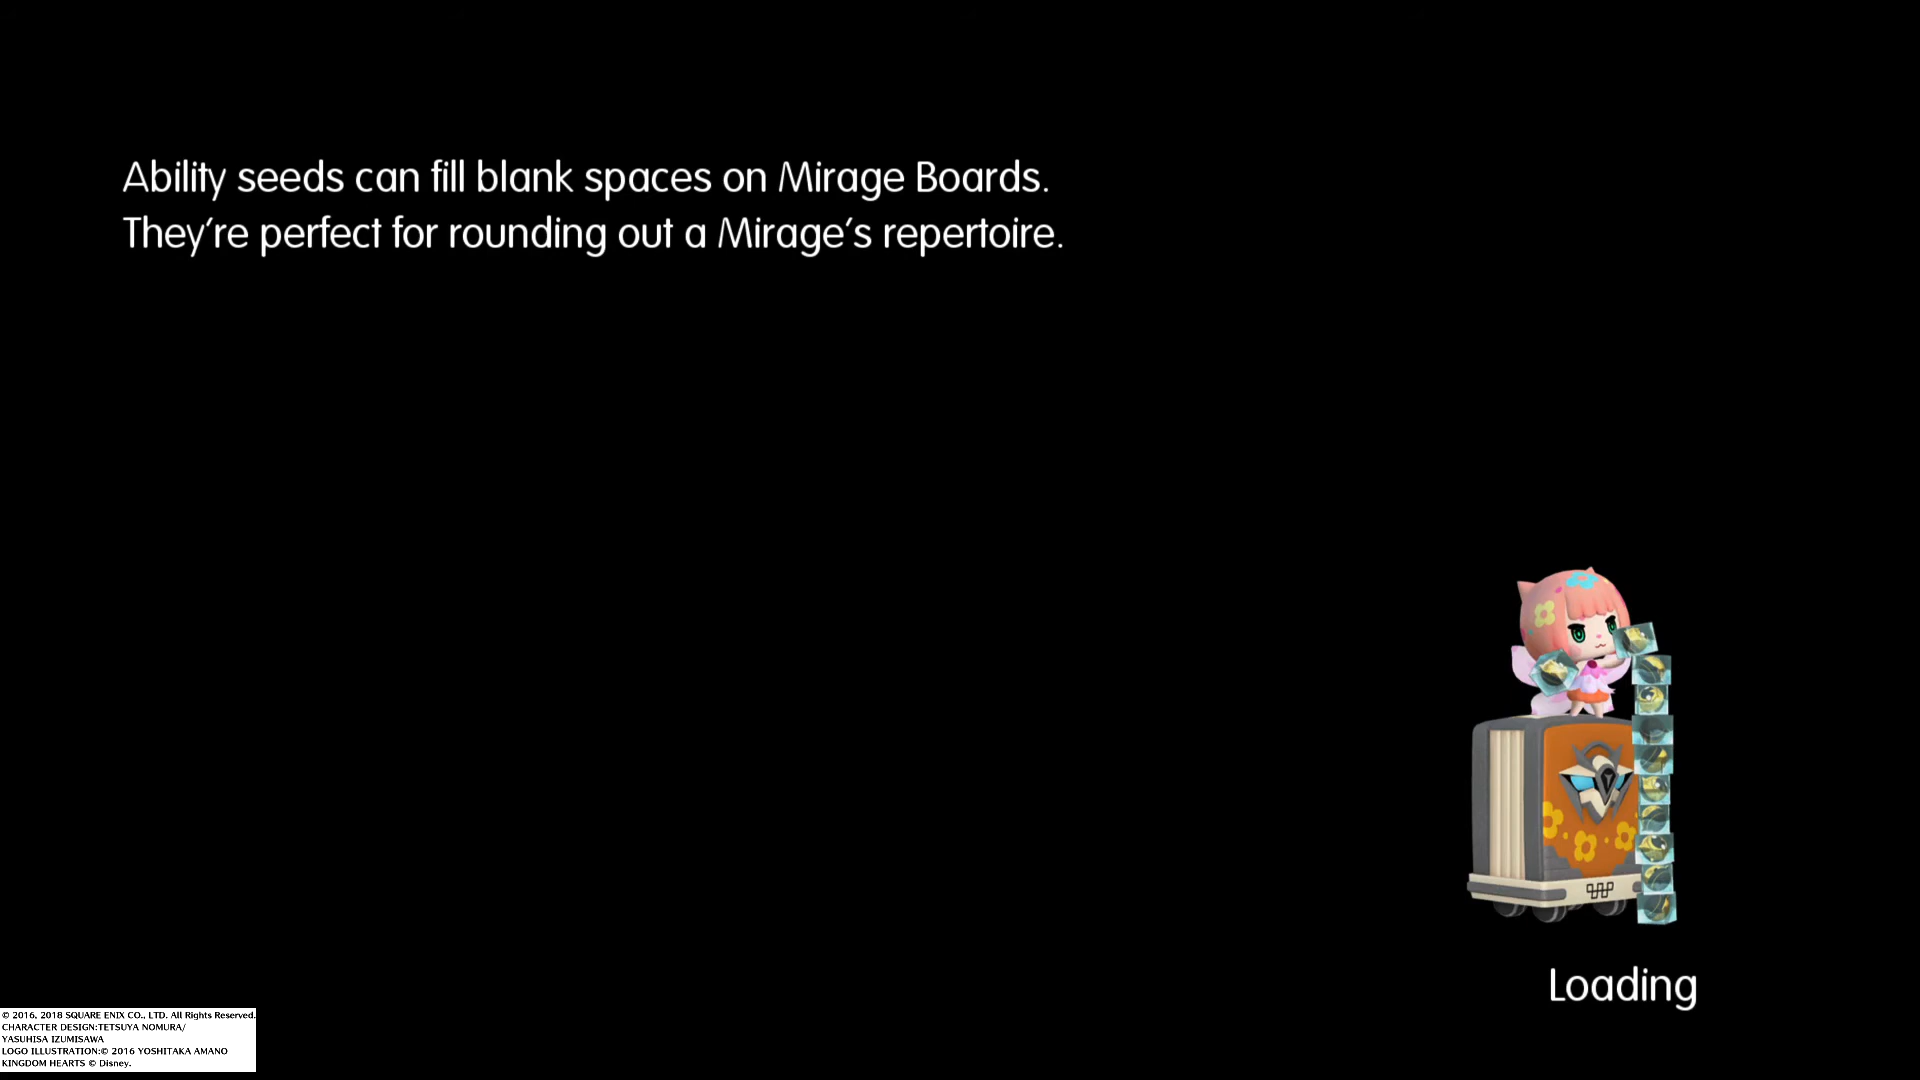 Ability seeds can fill blank spaces on Mirage Boards.
They're perfect for rounding out a Mirage's repertoire.
Loading
© 2016, 2018 SQUARE ENIX CO., LTD. All Rights Reserved.
CHARACTER DESIGN:TETSUYA NOMURA/
YASUHISA IZUMISAWA
LOGO ILLUSTRATION:© 2016 YOSHITAKA AMANO
KINGDOM HEARTS © Disney.